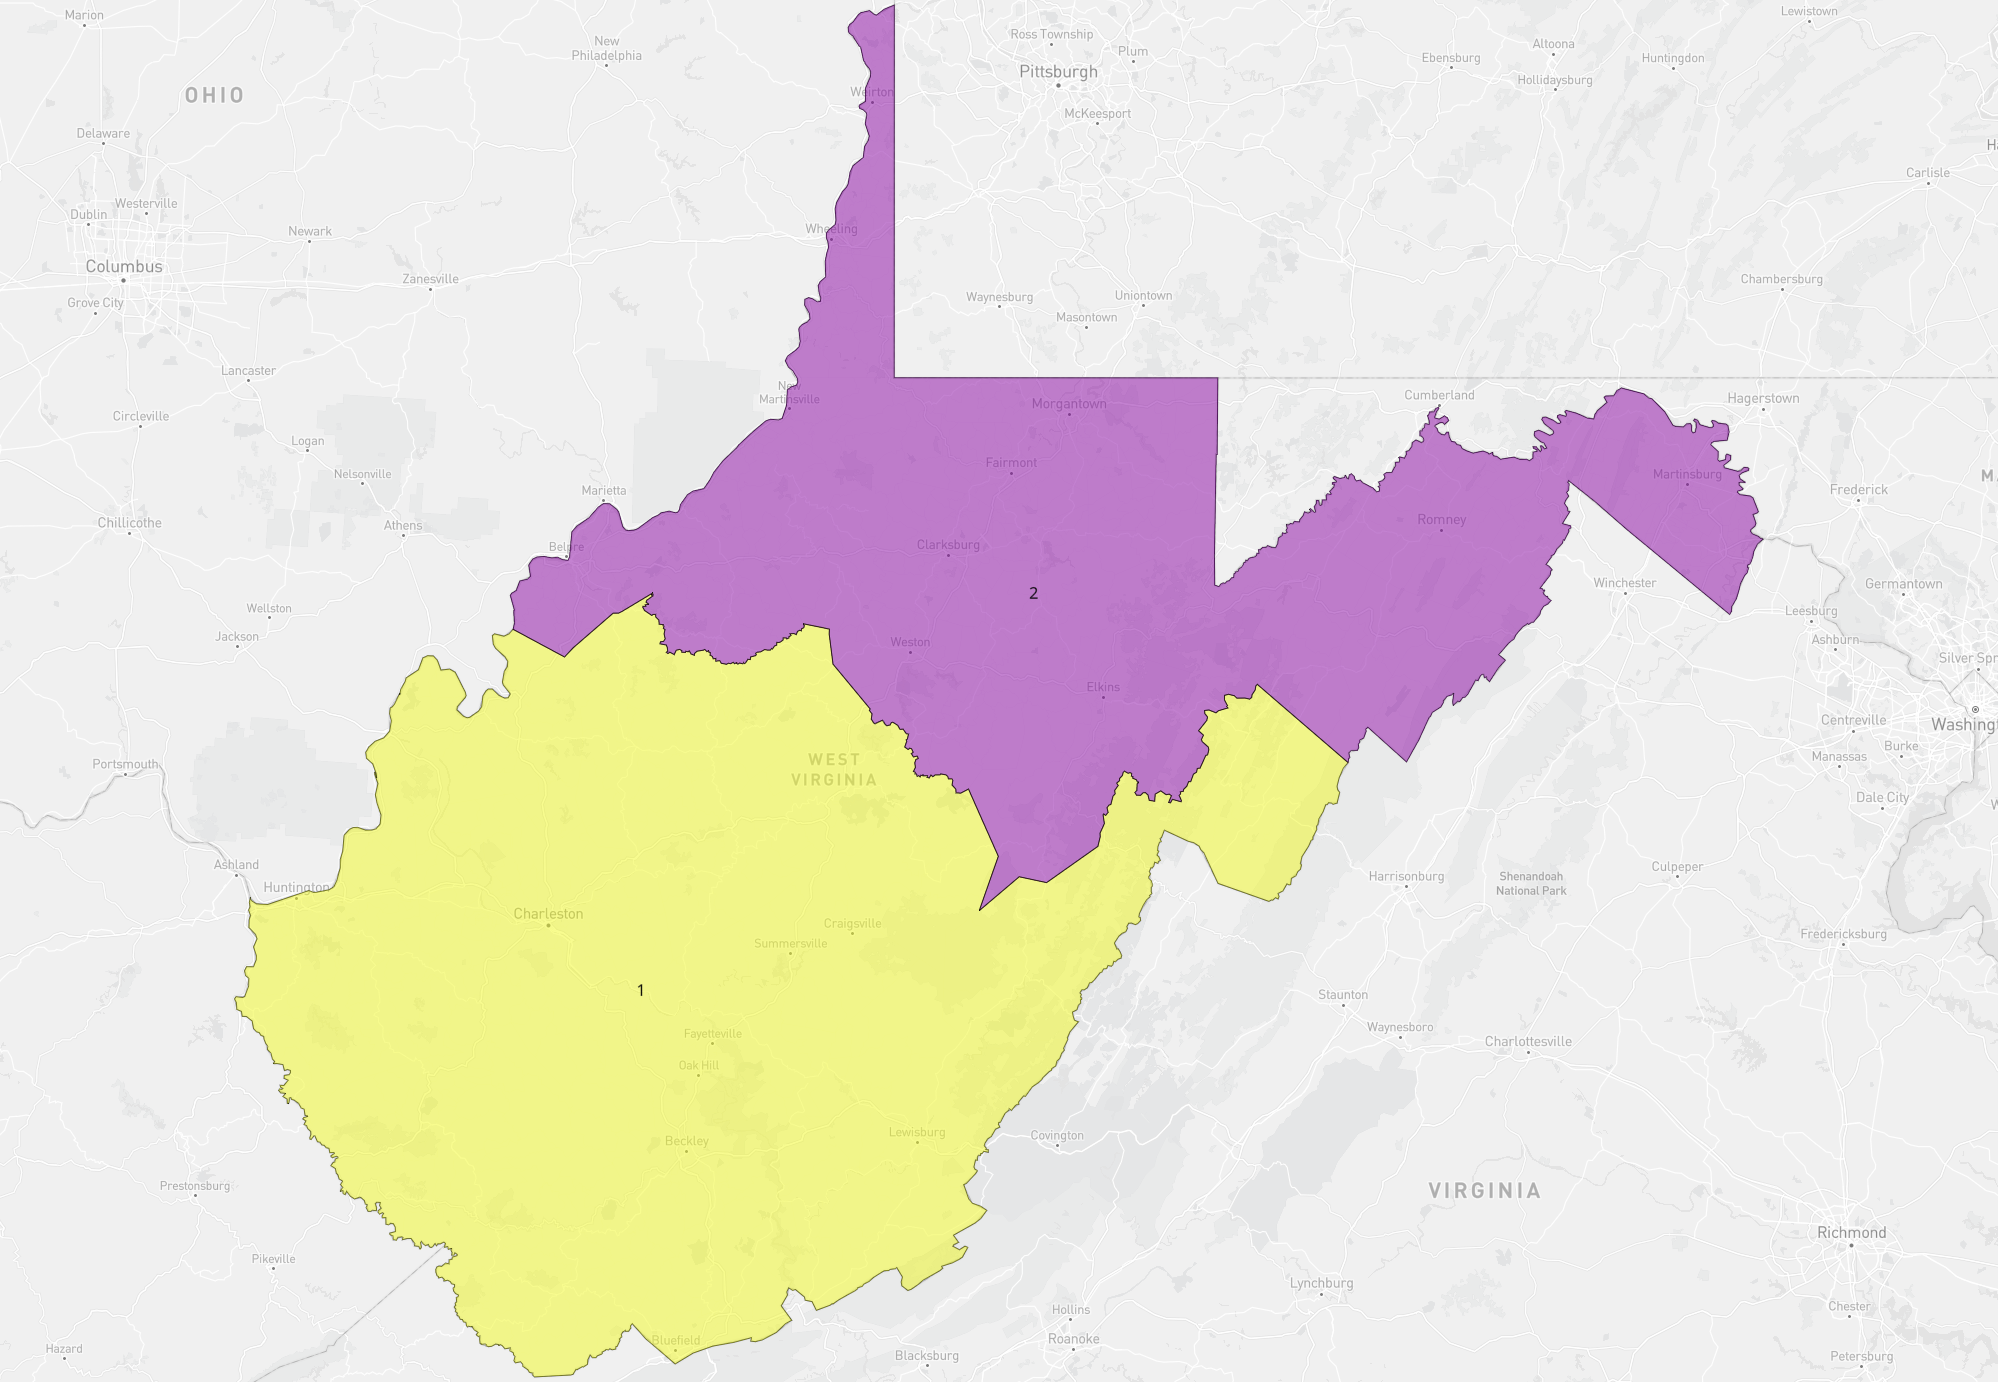 Marion
Lewistown
New
Philadelphia
Ross Township
Plum
Altoona
Ebensburg
Huntingdon
Pittsburgh
Hollidaysburg
OHIO
Weirton
McKeesport
Delaware
Carlisle
Westerville
Dublin
Newark
Wheeling
Columbus
Zanesville
Chambersburg
Grove City
Waynesburg
Uniontown
Masontown
Lancaster
New
Martinsville
Cumberland
Hagerstown
Circleville
Morgantown
Logan
Fairmont
Nelsonville
Martinsburg
Marietta
Frederick
Chillicothe
Athens
Romney
Belpre
Clarksburg
Winchester
Germantown
2
Wellston
Leesburg
Jackson
Weston
Ashburn
Silver Spri
Elkins
Centreville
Washingt
Portsmouth
WEST
VIRGINIA
Manassas
Burke
Dale City
Ashland
Huntington
Culpeper
Harrisonburg
Shenandoah
National Park
Charleston
Craigsville
Fredericksburg
Summersville
1
Staunton
Fayetteville
Waynesboro
Charlottesville
Oak Hill
Lewisburg
Covington
Beckley
Prestonsburg
VIRGINIA
Richmond
Pikeville
Lynchburg
Hollins
Chester
Roanoke
Bluefield
Hazard
Blacksburg
Petersburg